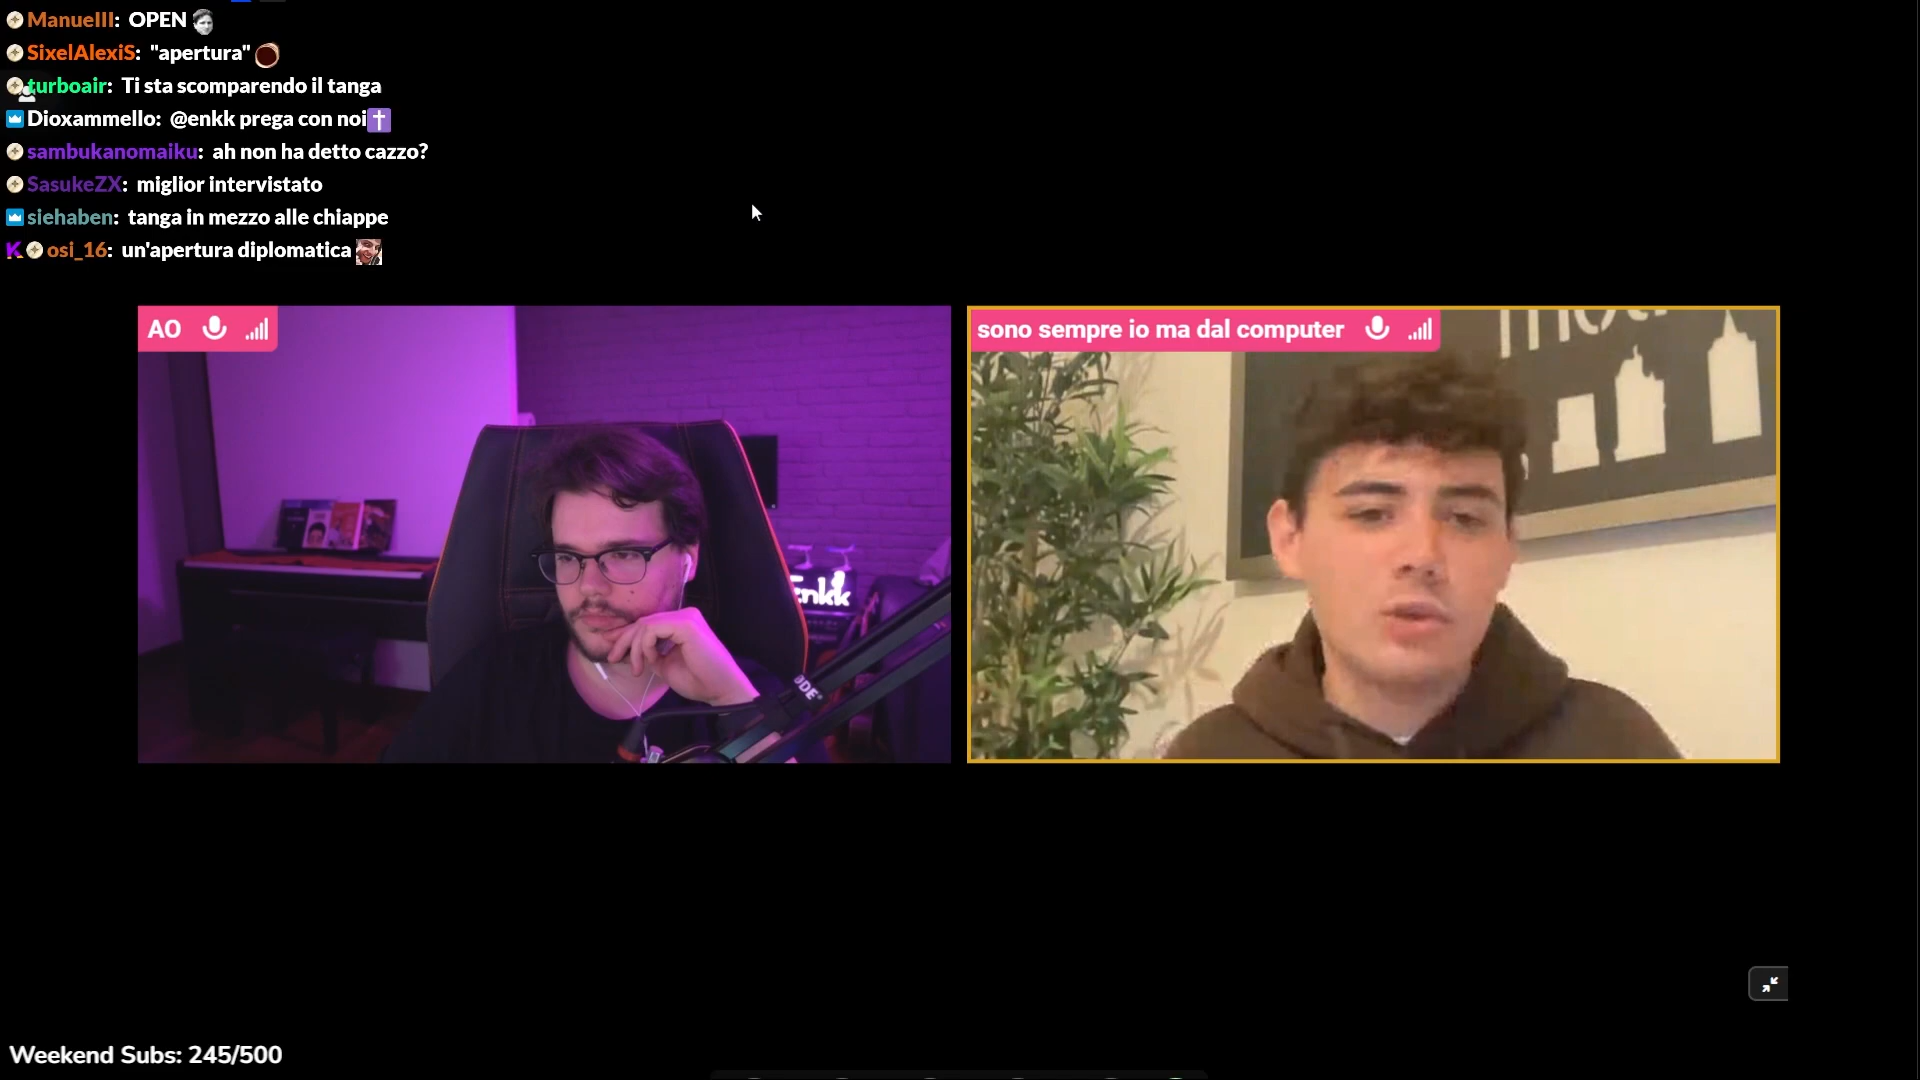 Manuelll: OPEN
SixelAlexiS: "apertura"
turboair: Ti sta scomparendo il tanga
Dioxammello: @enkk prega con noi
sambukanomaiku: ah non ha detto cazzo?
SasukeZX: miglior intervistato
siehaben: tanga in mezzo alle chiappe
K osi_16: un'apertura diplomatica
AO
sono sempre io ma dal computer
Enkk
Weekend Subs: 245/500